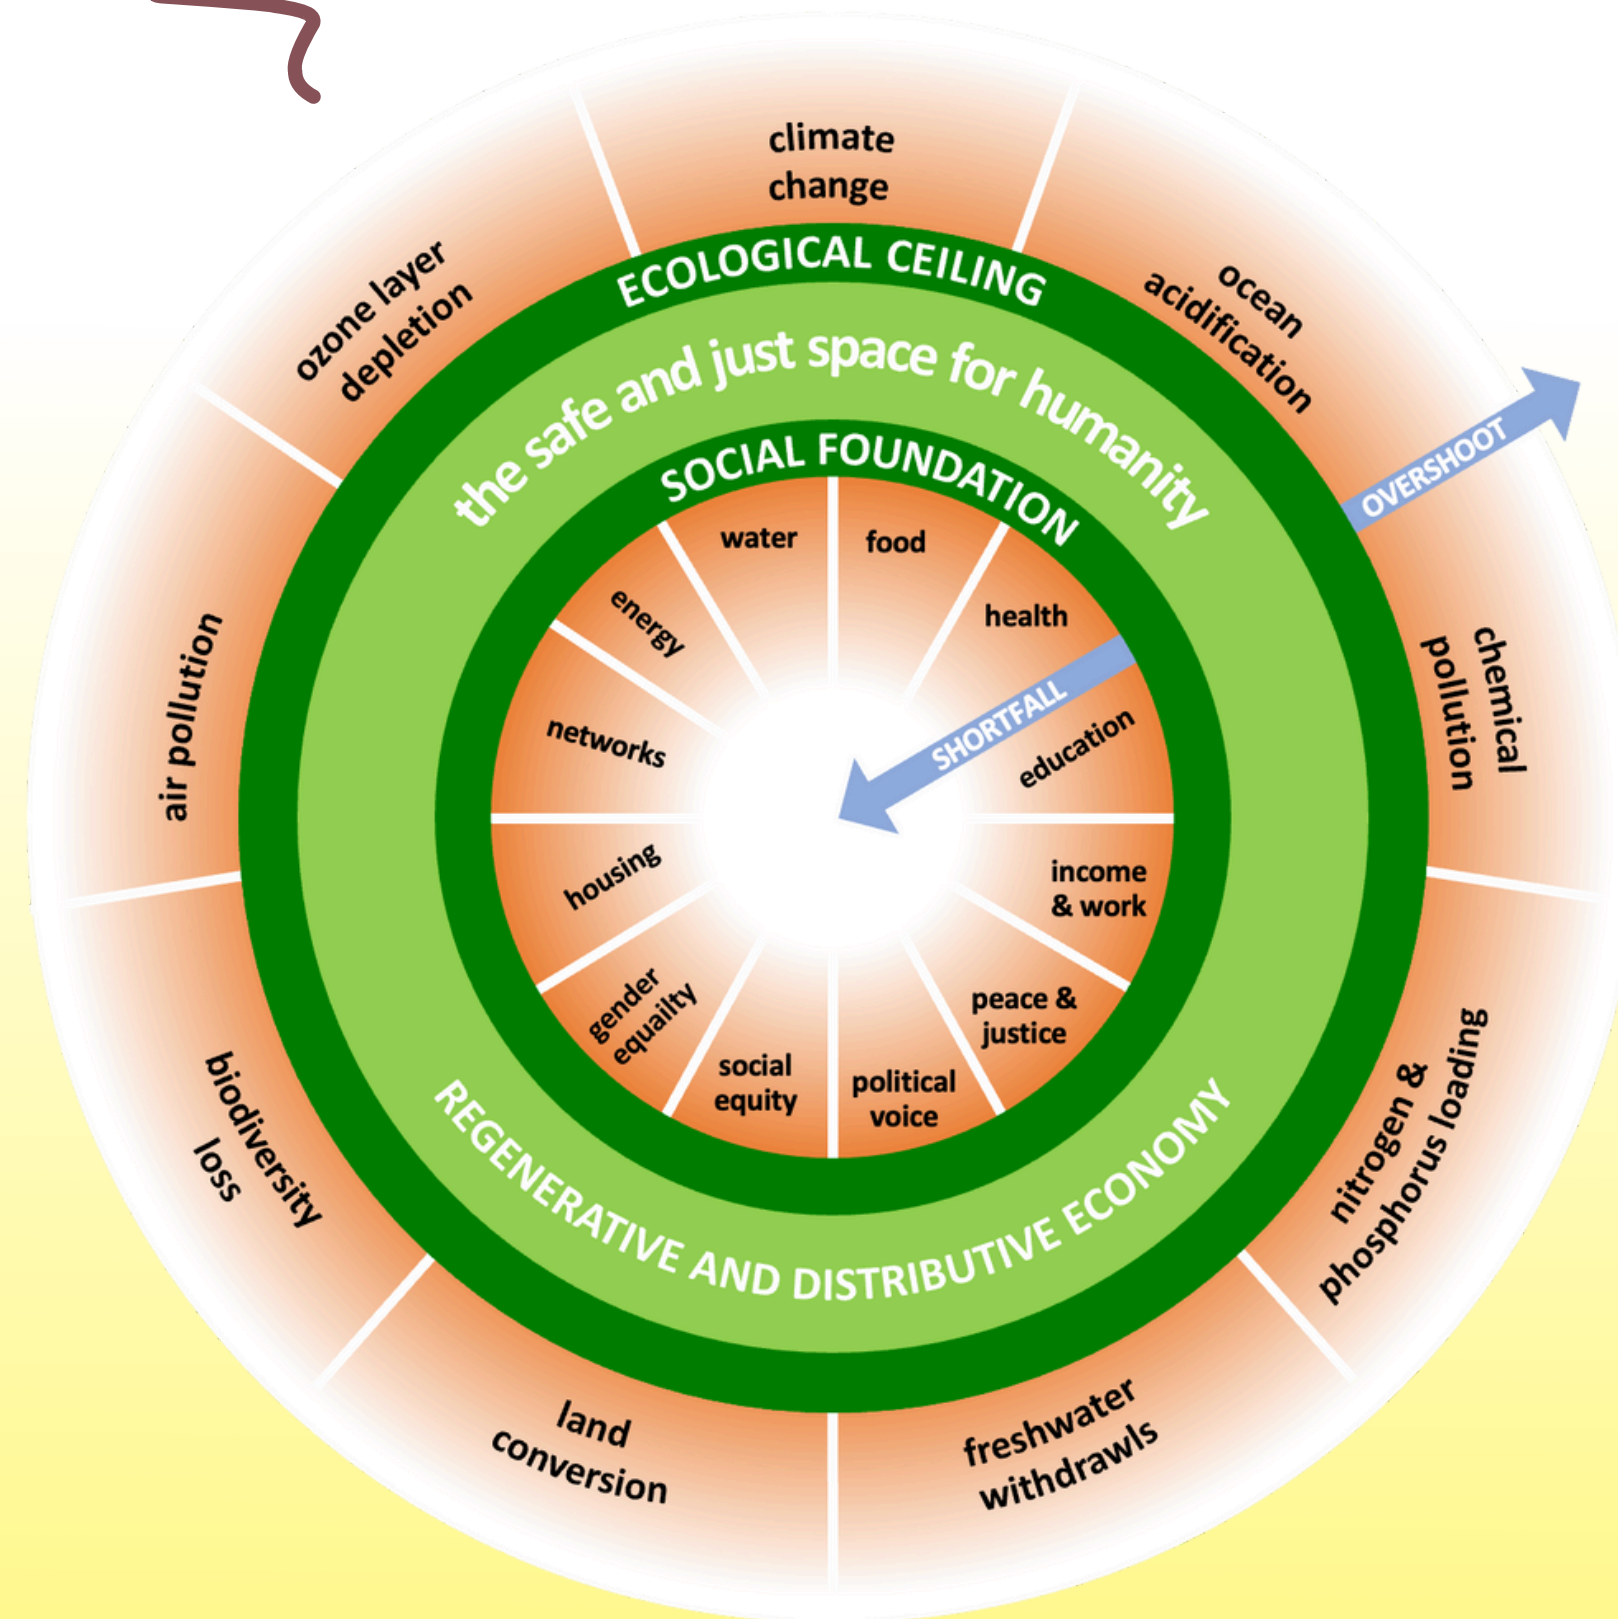 climate
change
ocean
acidification
chemical
pollution
nitrogen &
phosphorus loading
freshwater
withdrawls
land
conversion
biodiversity
loss
air pollution
ozone layer
depletion
ECOLOGICAL CEILING
the safe and just space for humanity
SOCIAL FOUNDATION
OVERSHOOT
water
food
health
SHORTFALL
education
income
& work
peace &
justice
political
voice
social
equity
gender
equailty
housing
networks
energy
REGENERATIVE AND DISTRIBUTIVE ECONOMY